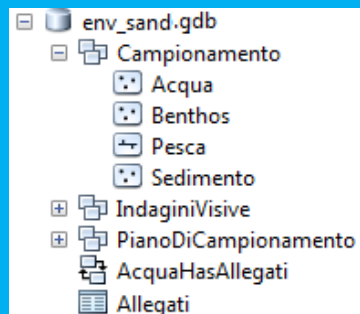 env_sand.gdb
Campionamento
Acqua
Benthos
Pesca
Sedimento
IndaginiVisive
PianoDiCampionamento
AcquaHasAllegati
Allegati